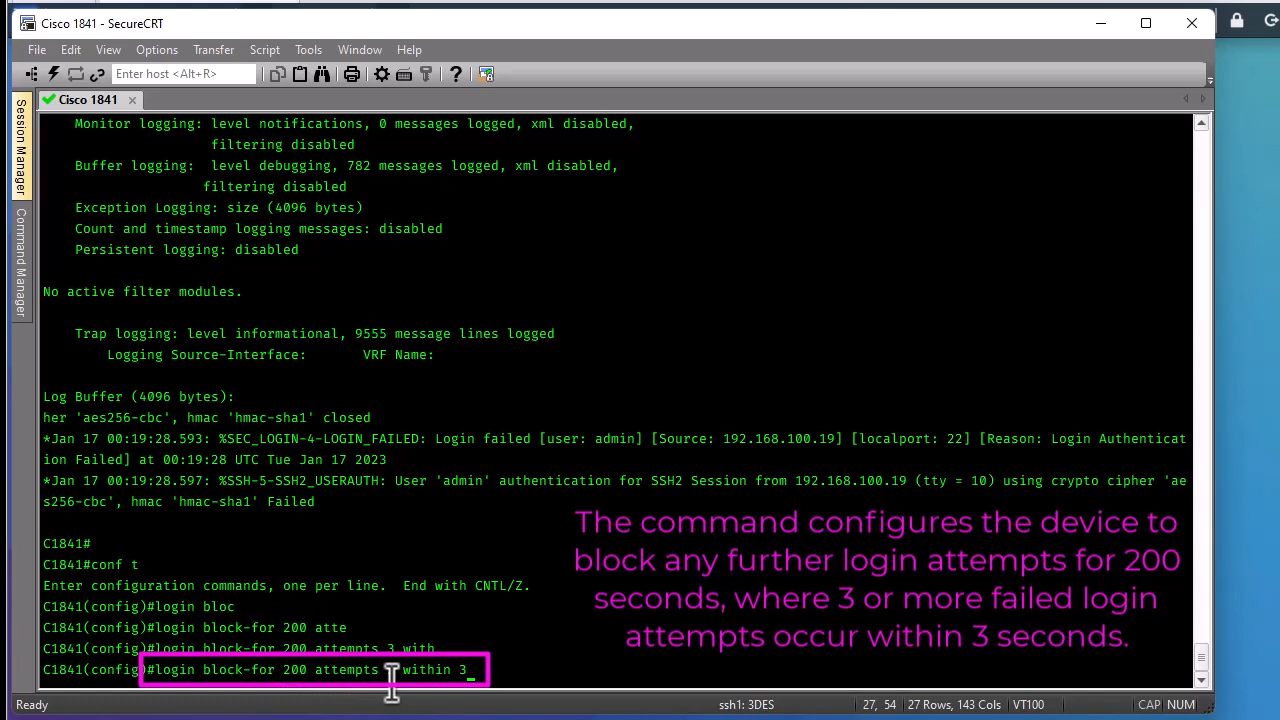 Cisco 1841 - SecureCRT
File Edit View Options Transfer Script Tools Window Help
Enter host <Alt+R>
Cisco 1841
Session Manager
Command Manager
Monitor logging: level notifications, 0 messages logged, xml disabled,
filtering disabled
Buffer logging:  level debugging, 782 messages logged, xml disabled,
filtering disabled
Exception Logging: size (4096 bytes)
Count and timestamp logging messages: disabled
Persistent logging: disabled
No active filter modules.
Trap logging: level informational, 9555 message lines logged
Logging Source-Interface:       VRF Name:
Log Buffer (4096 bytes):
her 'aes256-cbc', hmac 'hmac-sha1' closed
*Jan 17 00:19:28.593: %SEC_LOGIN-4-LOGIN_FAILED: Login failed [user: admin] [Source: 192.168.100.19] [localport: 22] [Reason: Login Authenticat
ion Failed] at 00:19:28 UTC Tue Jan 17 2023
*Jan 17 00:19:28.597: %SSH-5-SSH2_USERAUTH: User 'admin' authentication for SSH2 Session from 192.168.100.19 (tty = 10) using crypto cipher 'ae
s256-cbc', hmac 'hmac-sha1' Failed
C1841#
C1841#conf t
Enter configuration commands, one per line.  End with CNTL/Z.
C1841(config)#login bloc
C1841(config)#login block-for 200 atte
C1841(config)#login block-for 200 attempts 3 with
C1841(config)#login block-for 200 attempts within 3
The command configures the device to
block any further login attempts for 200
seconds, where 3 or more failed login
attempts occur within 3 seconds.
Ready
ssh1: 3DES
27, 54
27 Rows, 143 Cols
VT100
CAP NUM